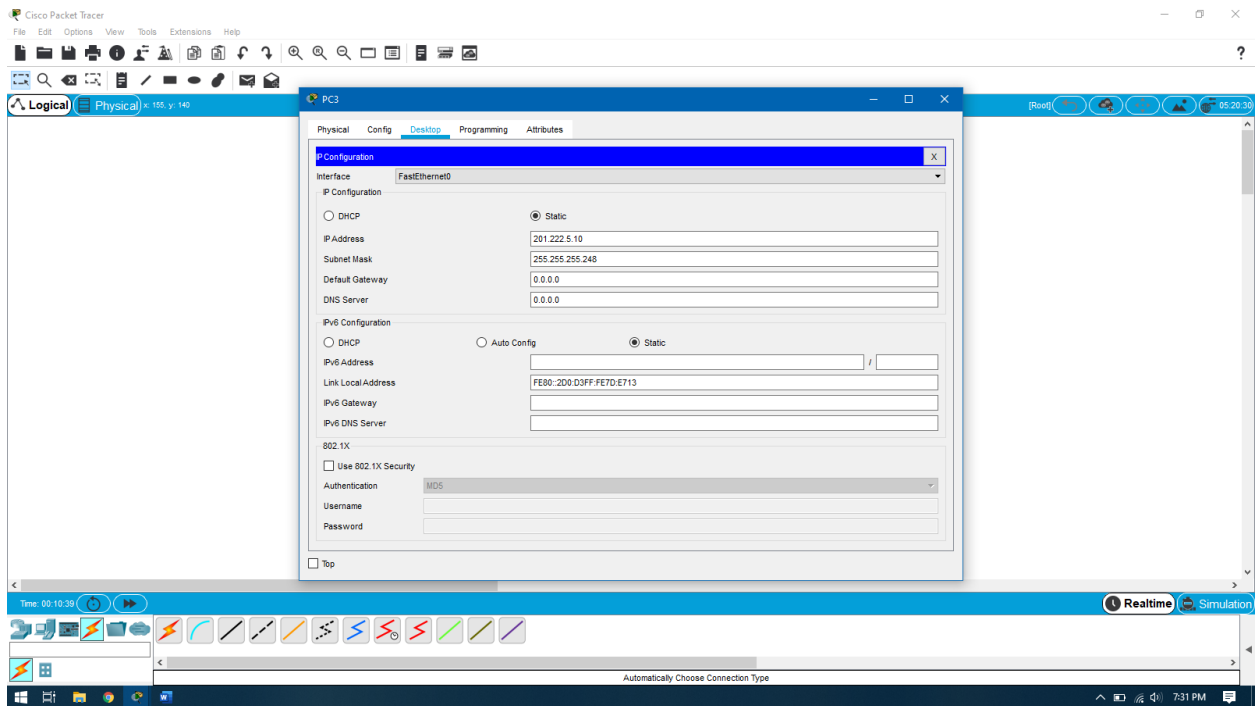 Cisco Packet Tracer
File Edit Options View Tools Extensions Help
?
Logical Physical x: 155, y: 140 [Root] 05:20:30
PC3
Physical Config Desktop Programming Attributes
IP Configuration X
Interface FastEthernet0
IP Configuration
DHCP Static
IP Address 201.222.5.10
Subnet Mask 255.255.255.248
Default Gateway 0.0.0.0
DNS Server 0.0.0.0
IPv6 Configuration
DHCP Auto Config Static
IPv6 Address /
Link Local Address FE80::2D0:D3FF:FE7D:E713
IPv6 Gateway
IPv6 DNS Server
802.1X
Use 802.1X Security
Authentication MD5
Username
Password
Top
Time: 00:10:39 Realtime Simulation
Automatically Choose Connection Type
7:31 PM